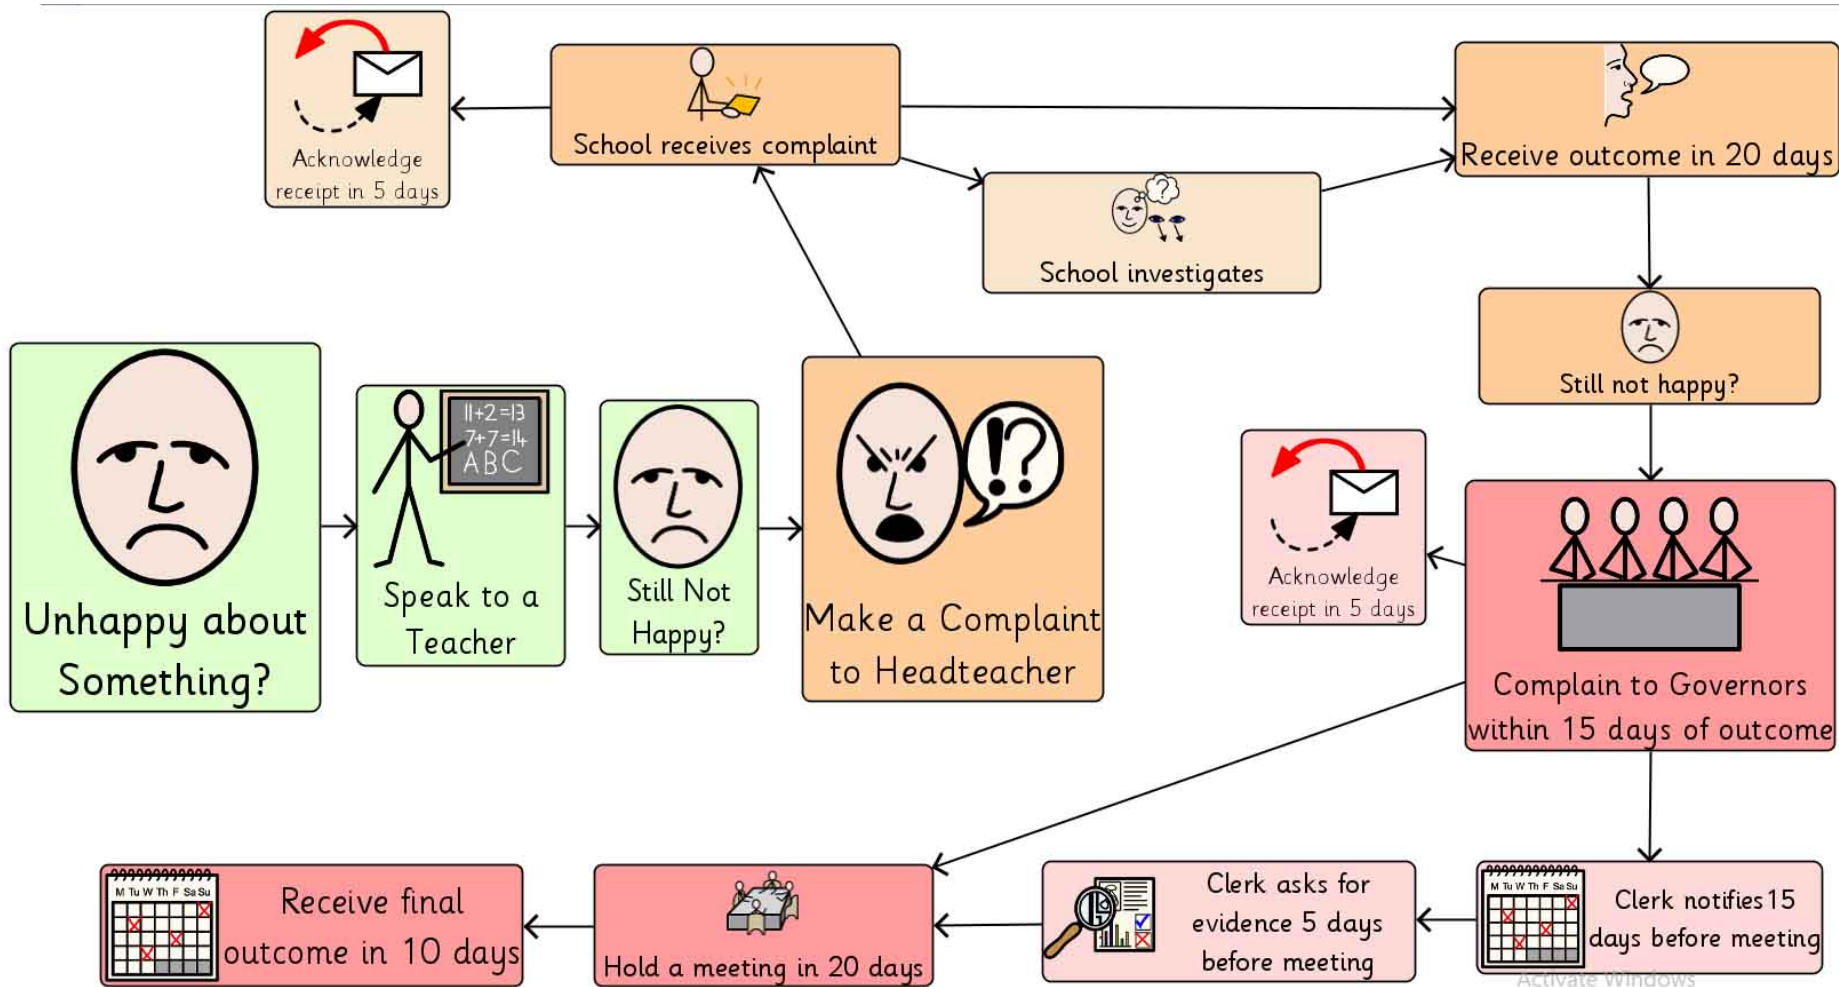 Acknowledge
receipt in 5 days
School receives complaint
Receive outcome in 20 days
School investigates
Still not happy?
Unhappy about
Something?
11+2=13
7+7=14
ABC
Speak to a
Teacher
Still Not
Happy?
!?
Make a Complaint
to Headteacher
Acknowledge
receipt in 5 days
Complain to Governors
within 15 days of outcome
M Tu W Th F Sa Su
Clerk notifies 15
days before meeting
Clerk asks for
evidence 5 days
before meeting
Hold a meeting in 20 days
M Tu W Th F Sa Su
Receive final
outcome in 10 days
Activate Windows